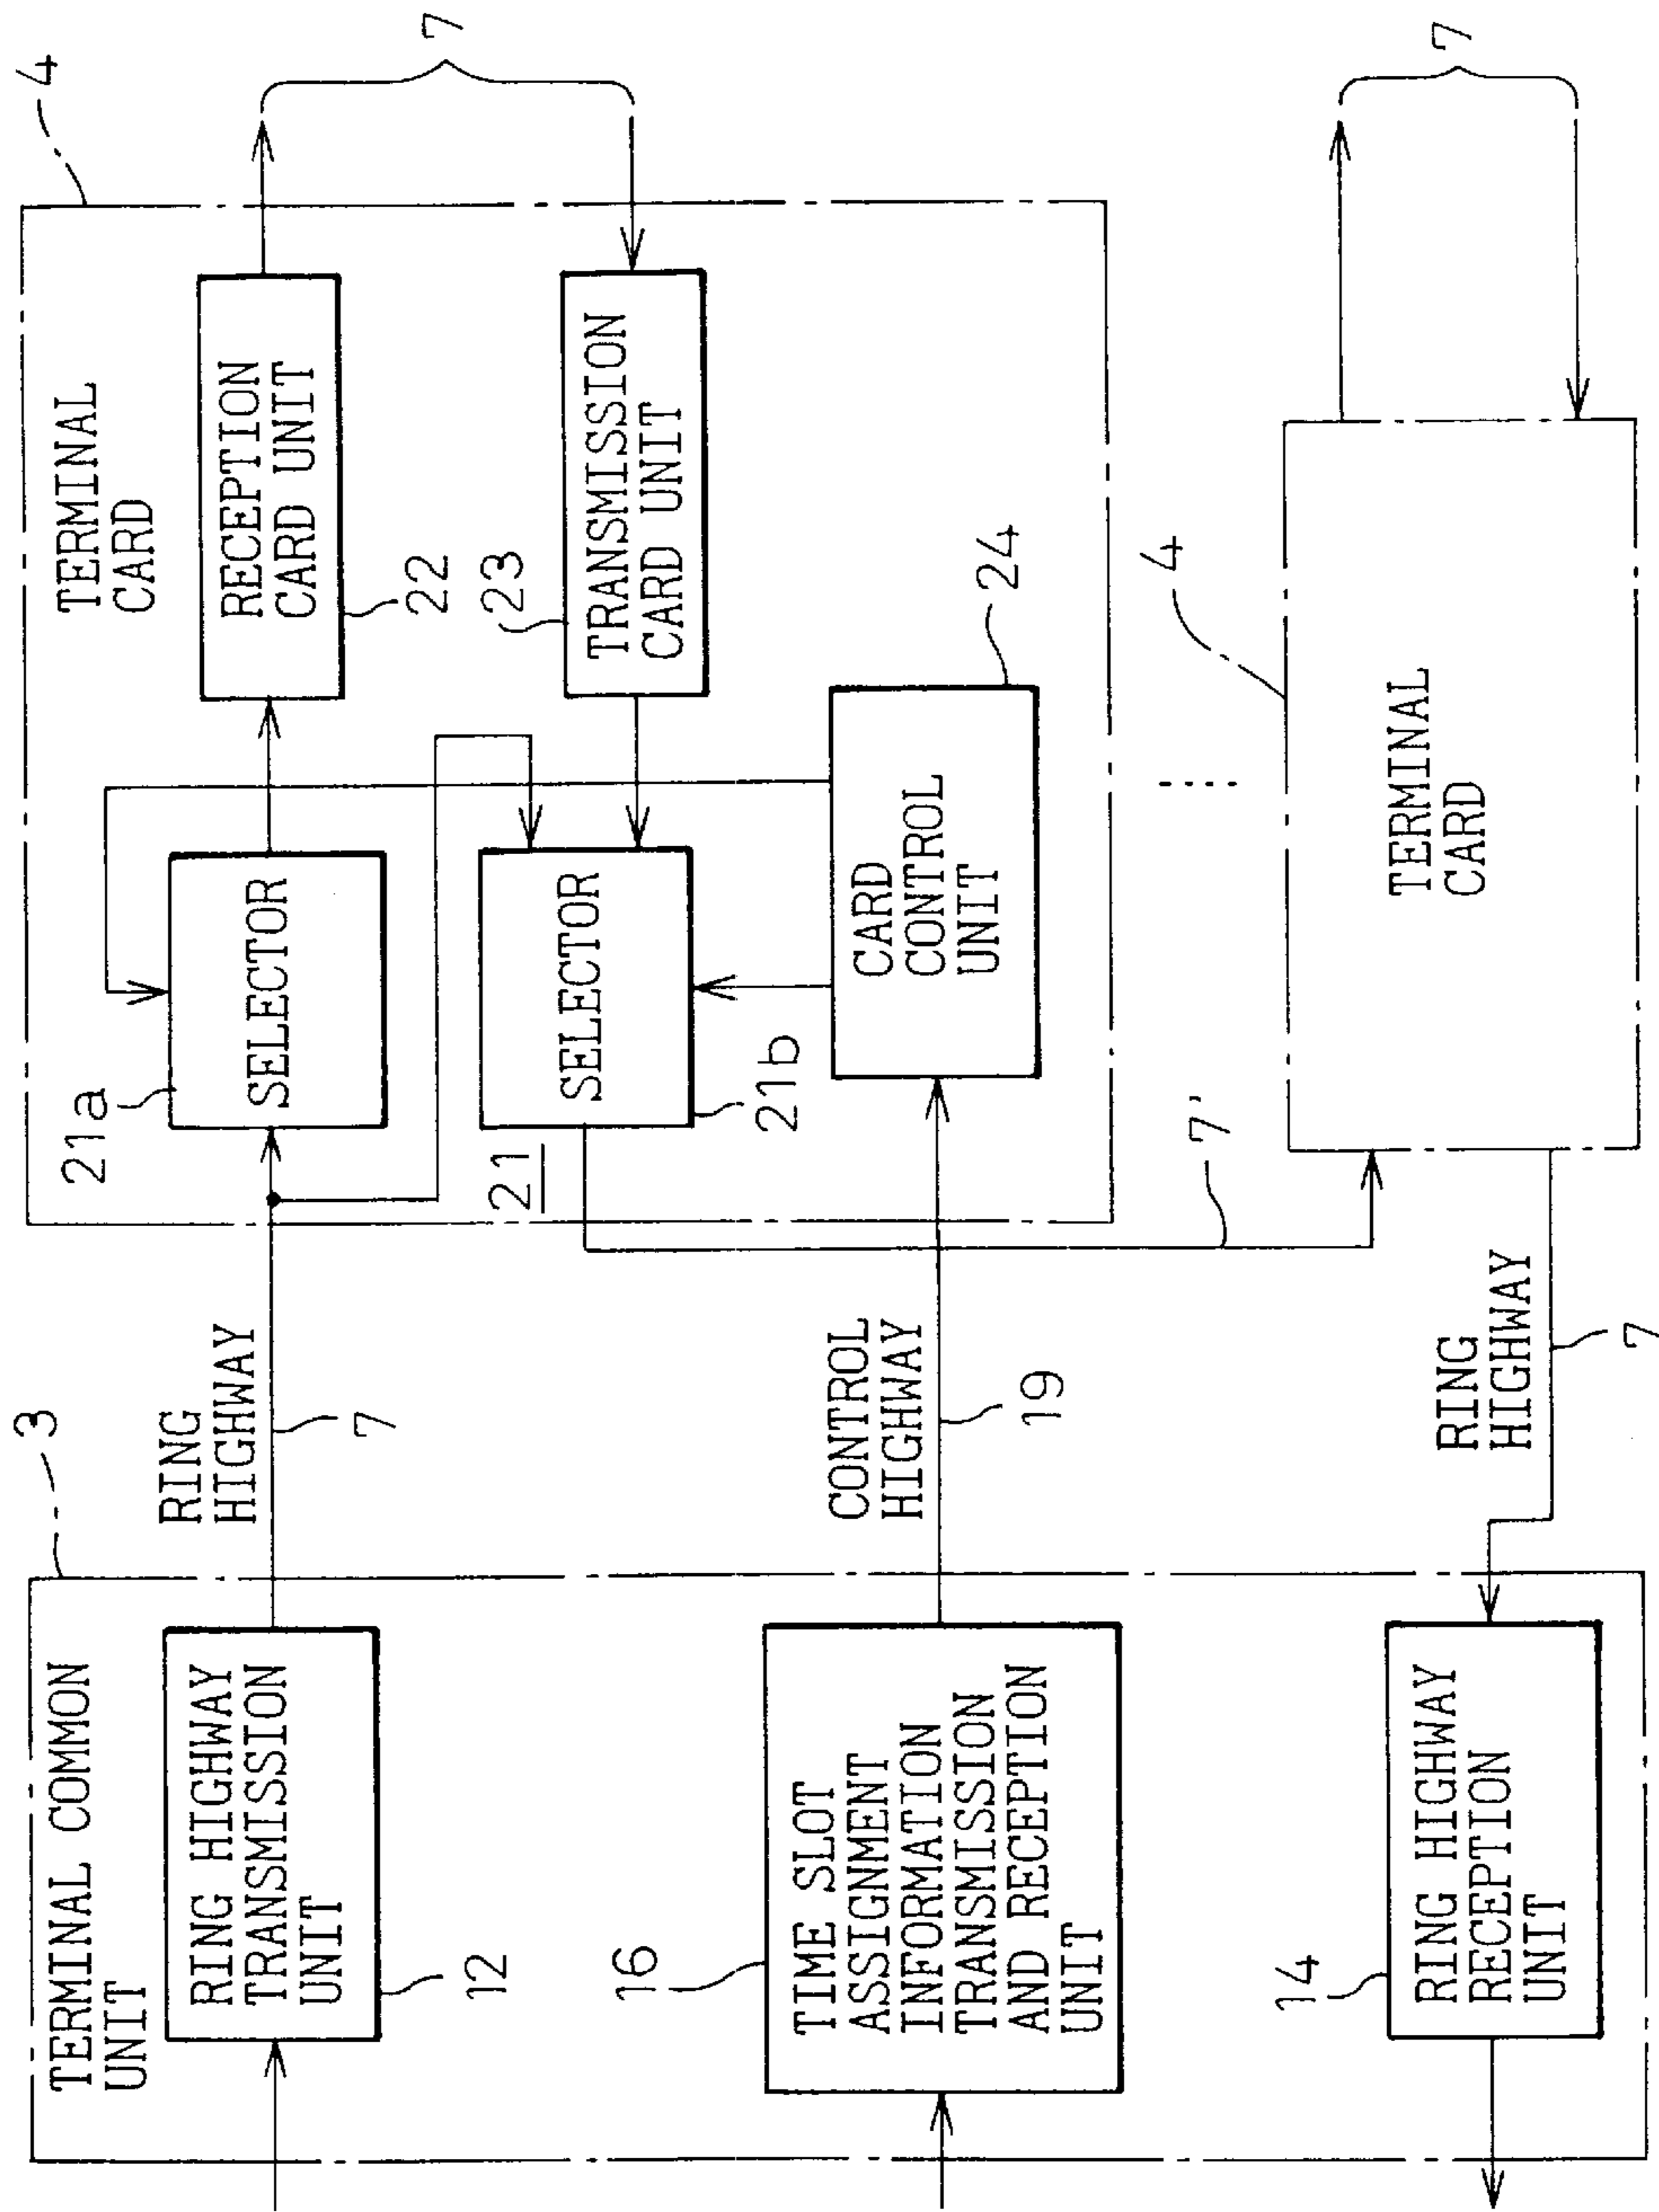 TERMINAL COMMON
UNIT
3
RING HIGHWAY
TRANSMISSION
UNIT
12
RING
HIGHWAY
7
16
TIME SLOT
ASSIGNMENT
INFORMATION
TRANSMISSION
AND RECEPTION
UNIT
CONTROL
HIGHWAY
19
14
RING HIGHWAY
RECEPTION
UNIT
RING
HIGHWAY
7
4
TERMINAL
CARD
21a
SELECTOR
RECEPTION
CARD UNIT
22
7
21
SELECTOR
21b
23
TRANSMISSION
CARD UNIT
CARD
CONTROL
UNIT
24
7'
4
TERMINAL
CARD
7